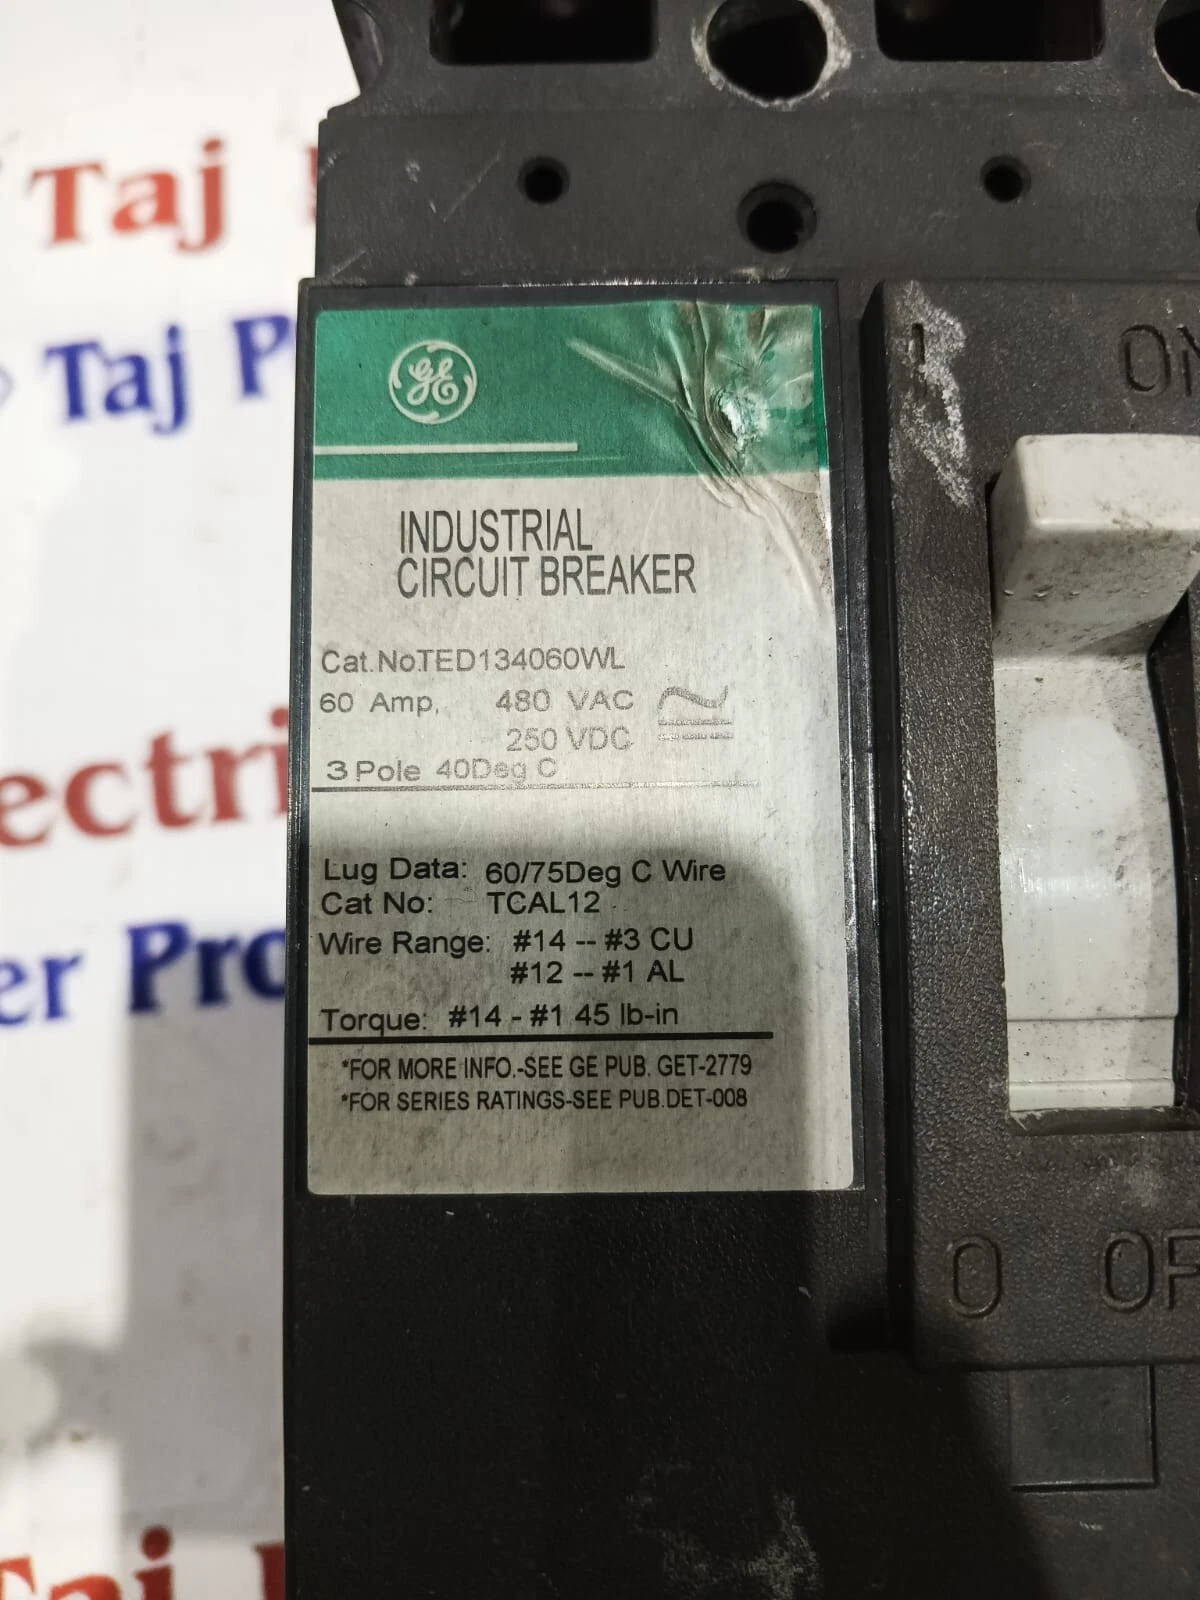 Taj
Taj P
GE
ON
INDUSTRIAL
CIRCUIT BREAKER
Cat.No.TED134060WL
60 Amp, 480 VAC
250 VDC
3 Pole 40Deg C
ectri
Lug Data: 60/75Deg C Wire
Cat No: TCAL12
Wire Range: #14 -- #3 CU
#12 -- #1 AL
er Pro
Torque: #14 - #1 45 lb-in
*FOR MORE INFO.-SEE GE PUB. GET-2779
*FOR SERIES RATINGS-SEE PUB.DET-008
O OF
Taj